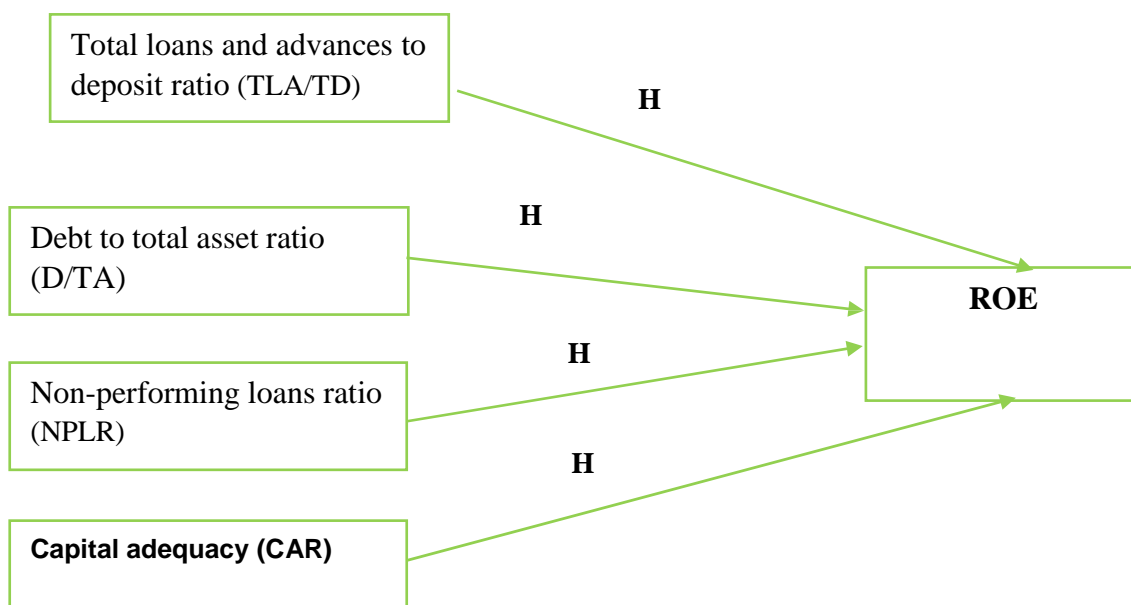 Total loans and advances to
deposit ratio (TLA/TD)
H
H
Debt to total asset ratio
(D/TA)
ROE
H
Non-performing loans ratio
(NPLR)
H
Capital adequacy (CAR)